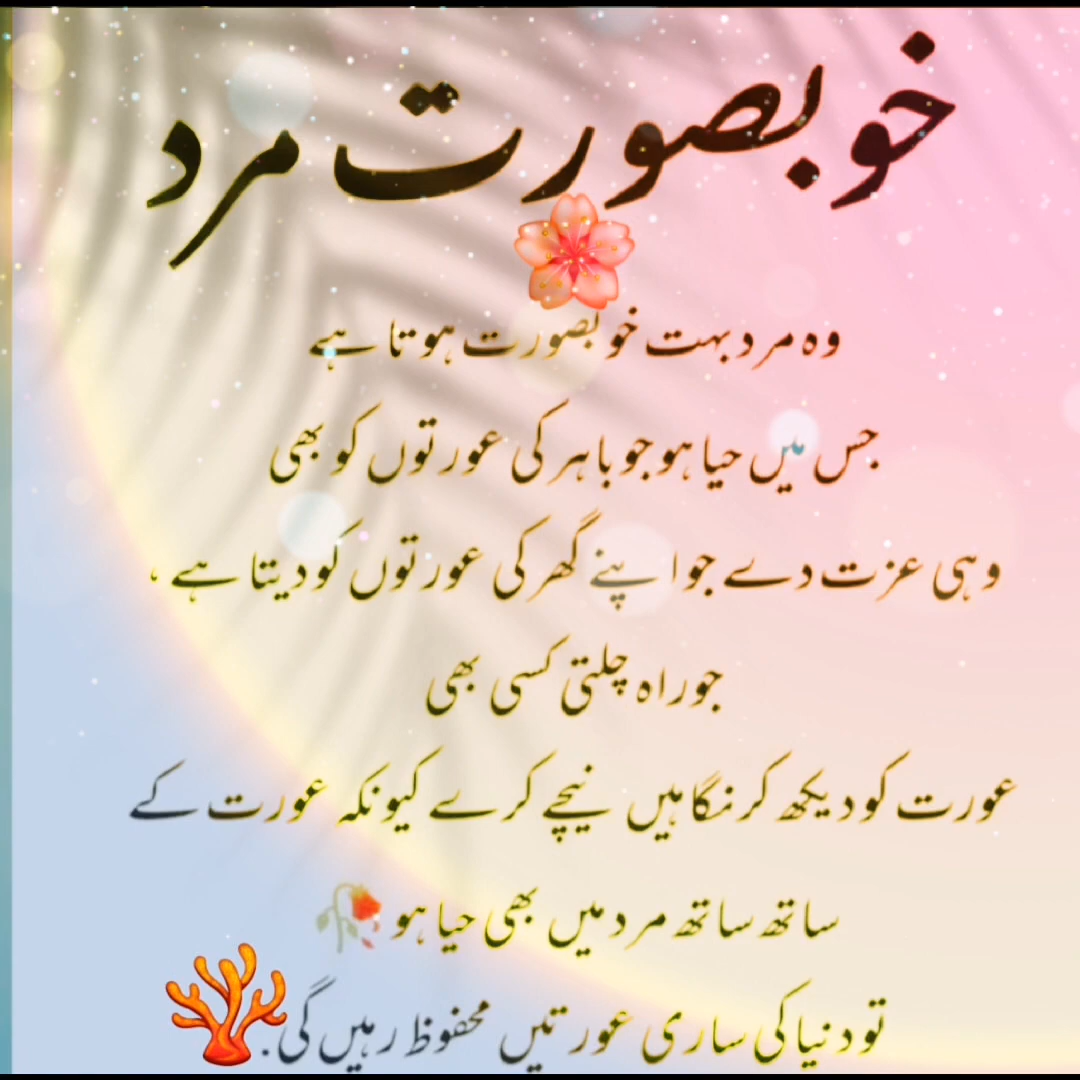 خوبصورت مرد
وہ مرد بہت خوبصورت ہوتا ہے
جس میں حیا ہو جو باہر کی عورتوں کو بھی
وہی عزت دے جو اپنے گھر کی عورتوں کو دیتا ہے،
جو راہ چلتی کسی بھی
عورت کو دیکھ کر نگاہیں نیچے کرے کیونکہ عورت کے
ساتھ ساتھ مرد میں بھی حیا ہو
تو دنیا کی ساری عورتیں محفوظ رہیں گی.